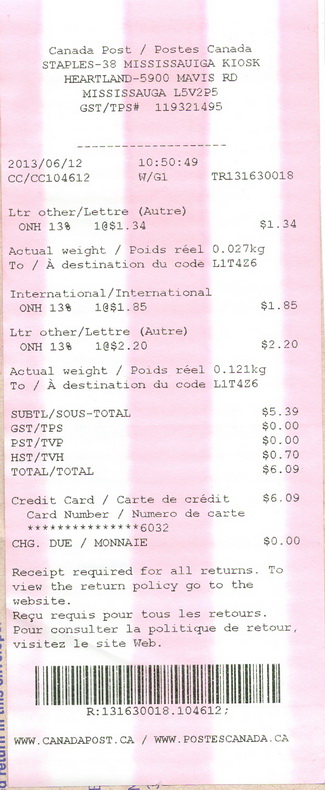 Canada Post / Postes Canada
STAPLES-38 MISSISSAUIGA KIOSK
HEARTLAND-5900 MAVIS RD
MISSISSAUGA L5V2P5
GST/TPS# 119321495
--------------------
2013/06/12 10:50:49
CC/CC104612 W/G1 TR131630018
Ltr other/Lettre (Autre)
ONH 13% 1@$1.34 $1.34
Actual weight / Poids réel 0.027kg
To / À destination du code L1T4Z6
International/International
ONH 13% 1@$1.85 $1.85
Ltr other/Lettre (Autre)
ONH 13% 1@$2.20 $2.20
Actual weight / Poids réel 0.121kg
To / À destination du code L1T4Z6
SUBTL/SOUS-TOTAL $5.39
GST/TPS $0.00
PST/TVP $0.00
HST/TVH $0.70
TOTAL/TOTAL $6.09
Credit Card / Carte de crédit $6.09
Card Number / Numero de carte
***************6032
CHG. DUE / MONNAIE $0.00
Receipt required for all returns. To
view the return policy go to the
website.
Reçu requis pour tous les retours.
Pour consulter la politique de retour,
visitez le site Web.
R:131630018.104612;
WWW.CANADAPOST.CA / WWW.POSTESCANADA.CA